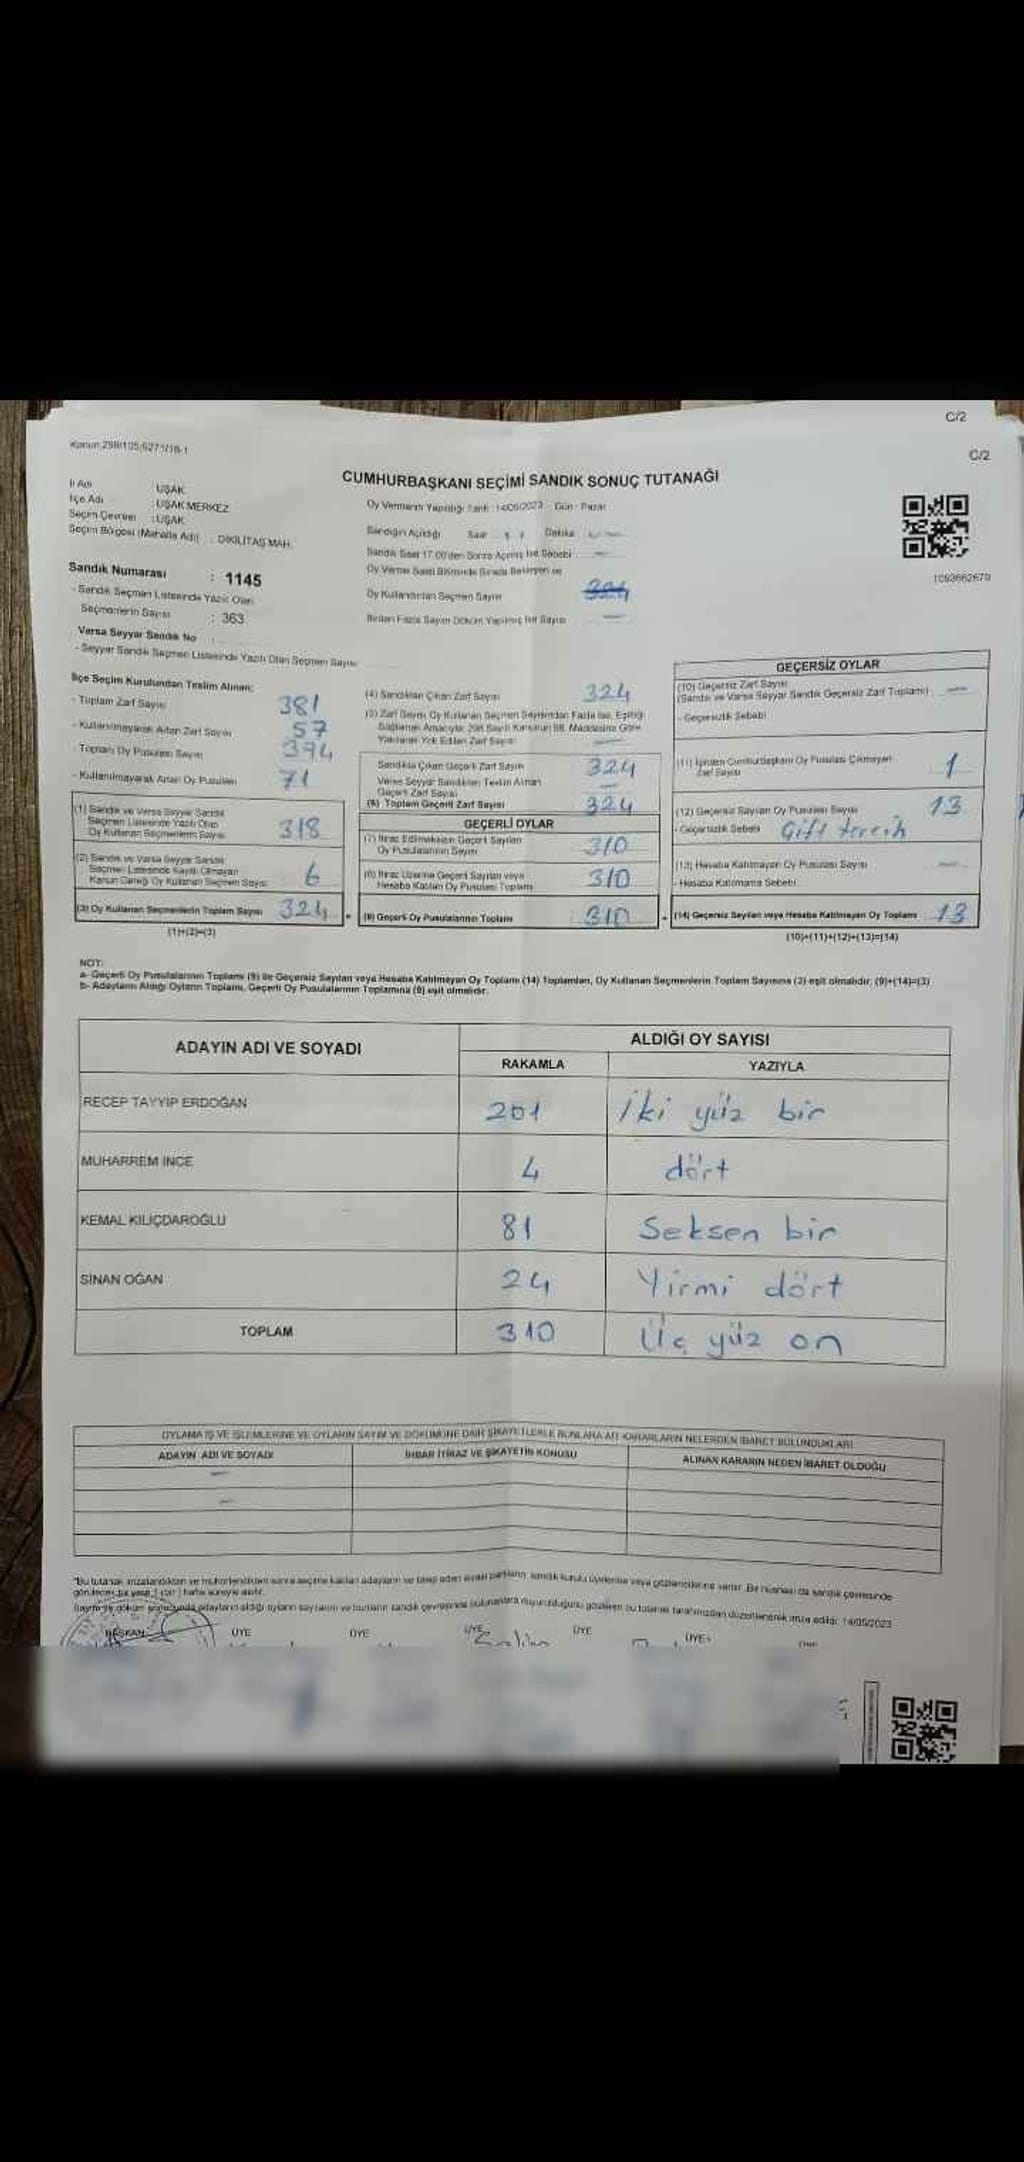 C/2
C/2
Kanun:298/105;6271/18-1
CUMHURBAŞKANI SEÇİMİ SANDIK SONUÇ TUTANAĞI
İl Adı : UŞAK
İlçe Adı : UŞAK MERKEZ
Seçim Çevresi : UŞAK
Seçim Bölgesi (Mahalle Adı) : DİKİLİTAŞ MAH.
Sandık Numarası : 1145
- Sandık Seçmen Listesinde Yazılı Olan
Seçmenlerin Sayısı : 363
Varsa Seyyar Sandık No :
- Seyyar Sandık Seçmen Listesinde Yazılı Olan Seçmen Sayısı
Oy Vermenin Yapıldığı Tarih : 14/05/2023 Gün : Pazar
Sandığın Açıldığı Saat Dakika
Sandık Saat 17:00'den Sonra Açılmış İse Sebebi
Oy Verme Saati Bitiminde Sırada Bekleyen ve
Oy Kullandırılan Seçmen Sayısı 324
Birden Fazla Sayım Döküm Yapılmış İse Sayısı
1093662670
İlçe Seçim Kurulundan Teslim Alınan;
- Toplam Zarf Sayısı 381
- Kullanılmayarak Artan Zarf Sayısı 57
- Toplam Oy Pusulası Sayısı 394
- Kullanılmayarak Artan Oy Pusulası 71
(1) Sandık ve Varsa Seyyar Sandık
Seçmen Listesinde Yazılı Olup
Oy Kullanan Seçmenlerin Sayısı 318
(2) Sandık ve Varsa Seyyar Sandık
Seçmen Listesinde Kayıtlı Olmayan
Kanun Gereği Oy Kullanan Seçmen Sayısı 6
(3) Oy Kullanan Seçmenlerin Toplam Sayısı 324
(1)+(2)=(3)
(4) Sandıktan Çıkan Zarf Sayısı 324
(5) Zarf Sayısı Oy Kullanan Seçmen Sayısından Fazla İse, Eşitliği
Sağlamak Amacıyla; 298 Sayılı Kanunun 98. Maddesine Göre
Yakılarak Yok Edilen Zarf Sayısı
Sandıkta Çıkan Geçerli Zarf Sayısı 324
Varsa Seyyar Sandıktan Teslim Alınan
Geçerli Zarf Sayısı
(6) Toplam Geçerli Zarf Sayısı 324
GEÇERLİ OYLAR
(7) İtiraz Edilmeksizin Geçerli Sayılan
Oy Pusulalarının Sayısı 310
(8) İtiraz Üzerine Geçerli Sayılan veya
Hesaba Katılan Oy Pusulası Toplamı 310
(9) Geçerli Oy Pusulalarının Toplamı 310
GEÇERSİZ OYLAR
(10) Geçersiz Zarf Sayısı
(Sandık ve Varsa Seyyar Sandık Geçersiz Zarf Toplamı)
- Geçersizlik Sebebi
(11) İçinden Cumhurbaşkanı Oy Pusulası Çıkmayan
Zarf Sayısı 1
(12) Geçersiz Sayılan Oy Pusulası Sayısı 13
- Geçersizlik Sebebi Çift tercih
(13) Hesaba Katılmayan Oy Pusulası Sayısı
- Hesaba Katılmama Sebebi
(14) Geçersiz Sayılan veya Hesaba Katılmayan Oy Toplamı 13
(10)+(11)+(12)+(13)=(14)
NOT:
a- Geçerli Oy Pusulalarının Toplamı (9) ile Geçersiz Sayılan veya Hesaba Katılmayan Oy Toplamı (14) Toplamları, Oy Kullanan Seçmenlerin Toplam Sayısına (3) eşit olmalıdır. (9)+(14)=(3)
b- Adayların Aldığı Oyların Toplamı, Geçerli Oy Pusulalarının Toplamına (9) eşit olmalıdır.
ADAYIN ADI VE SOYADI ALDIĞI OY SAYISI
RAKAMLA YAZIYLA
RECEP TAYYİP ERDOĞAN 201 iki yüz bir
MUHARREM İNCE 4 dört
KEMAL KILIÇDAROĞLU 81 Seksen bir
SİNAN OĞAN 24 Yirmi dört
TOPLAM 310 Üç yüz on
OYLAMA İŞ VE İŞLEMLERİNE VE OYLARIN SAYIM VE DÖKÜMÜNE DAİR ŞİKAYETLERLE BUNLARA AİT KARARLARIN NELERDEN İBARET BULUNDUKLARI
ADAYIN ADI VE SOYADI İHBAR İTİRAZ VE ŞİKAYETİN KONUSU ALINAN KARARIN NEDEN İBARET OLDUĞU
"Bu tutanak imzalandıktan ve mühürlendikten sonra seçime katılan adayların ve talep eden siyasi partilerin, sandık kurulu üyelerine veya gözlemcilerine verilir. Bir nüshası da sandık çevresinde
görülecek bir yere 1 (bir) hafta süreyle asılır.
Sayım ve döküm sonucunda adayların aldığı oyların sayılarını ve bunların sandık çevresinde bulunanlara duyurulduğunu gösteren bu tutanak tarafımızdan düzenlenerek imza edildi. 14/05/2023
BAŞKAN ÜYE ÜYE ÜYE ÜYE ÜYE